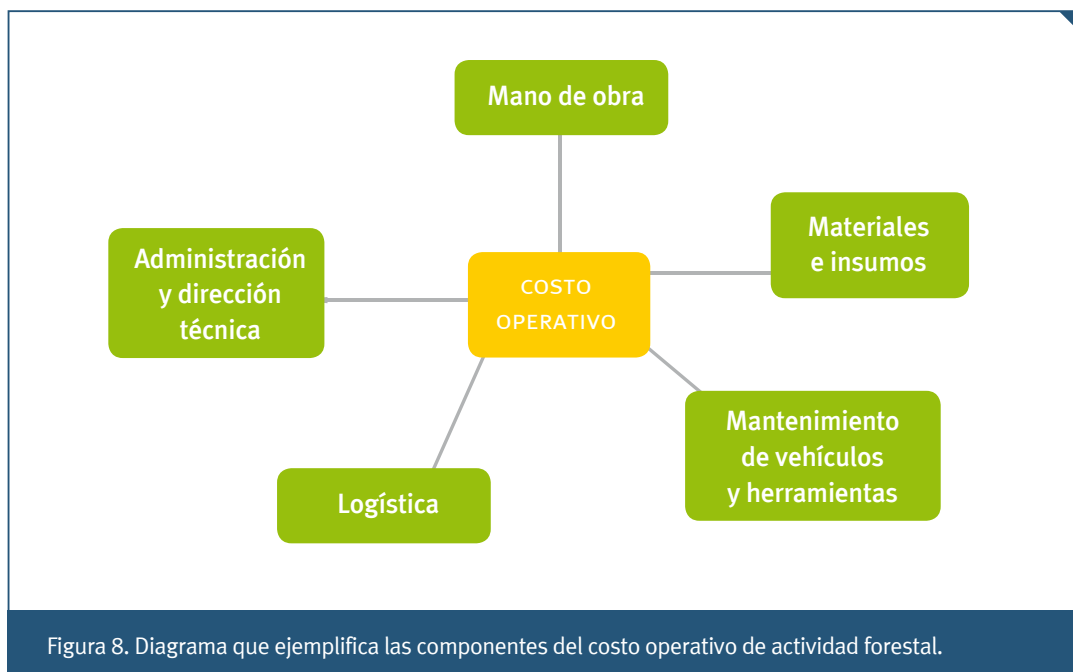 Mano de obra
Materiales
e insumos
Administración
y dirección
técnica
COSTO
OPERATIVO
Mantenimiento
de vehículos
y herramientas
Logística
Figura 8. Diagrama que ejemplifica las componentes del costo operativo de actividad forestal.